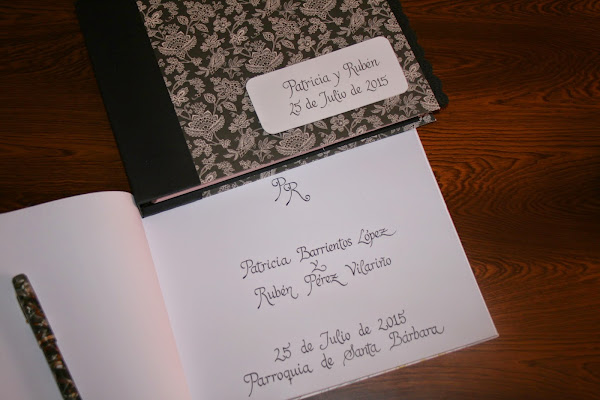 Patricia y Rubén
25 de Julio de 2015
PR
Patricia Barrientos López
y
Rubén Pérez Vilariño
25 de Julio de 2015
Parroquia de Santa Bárbara